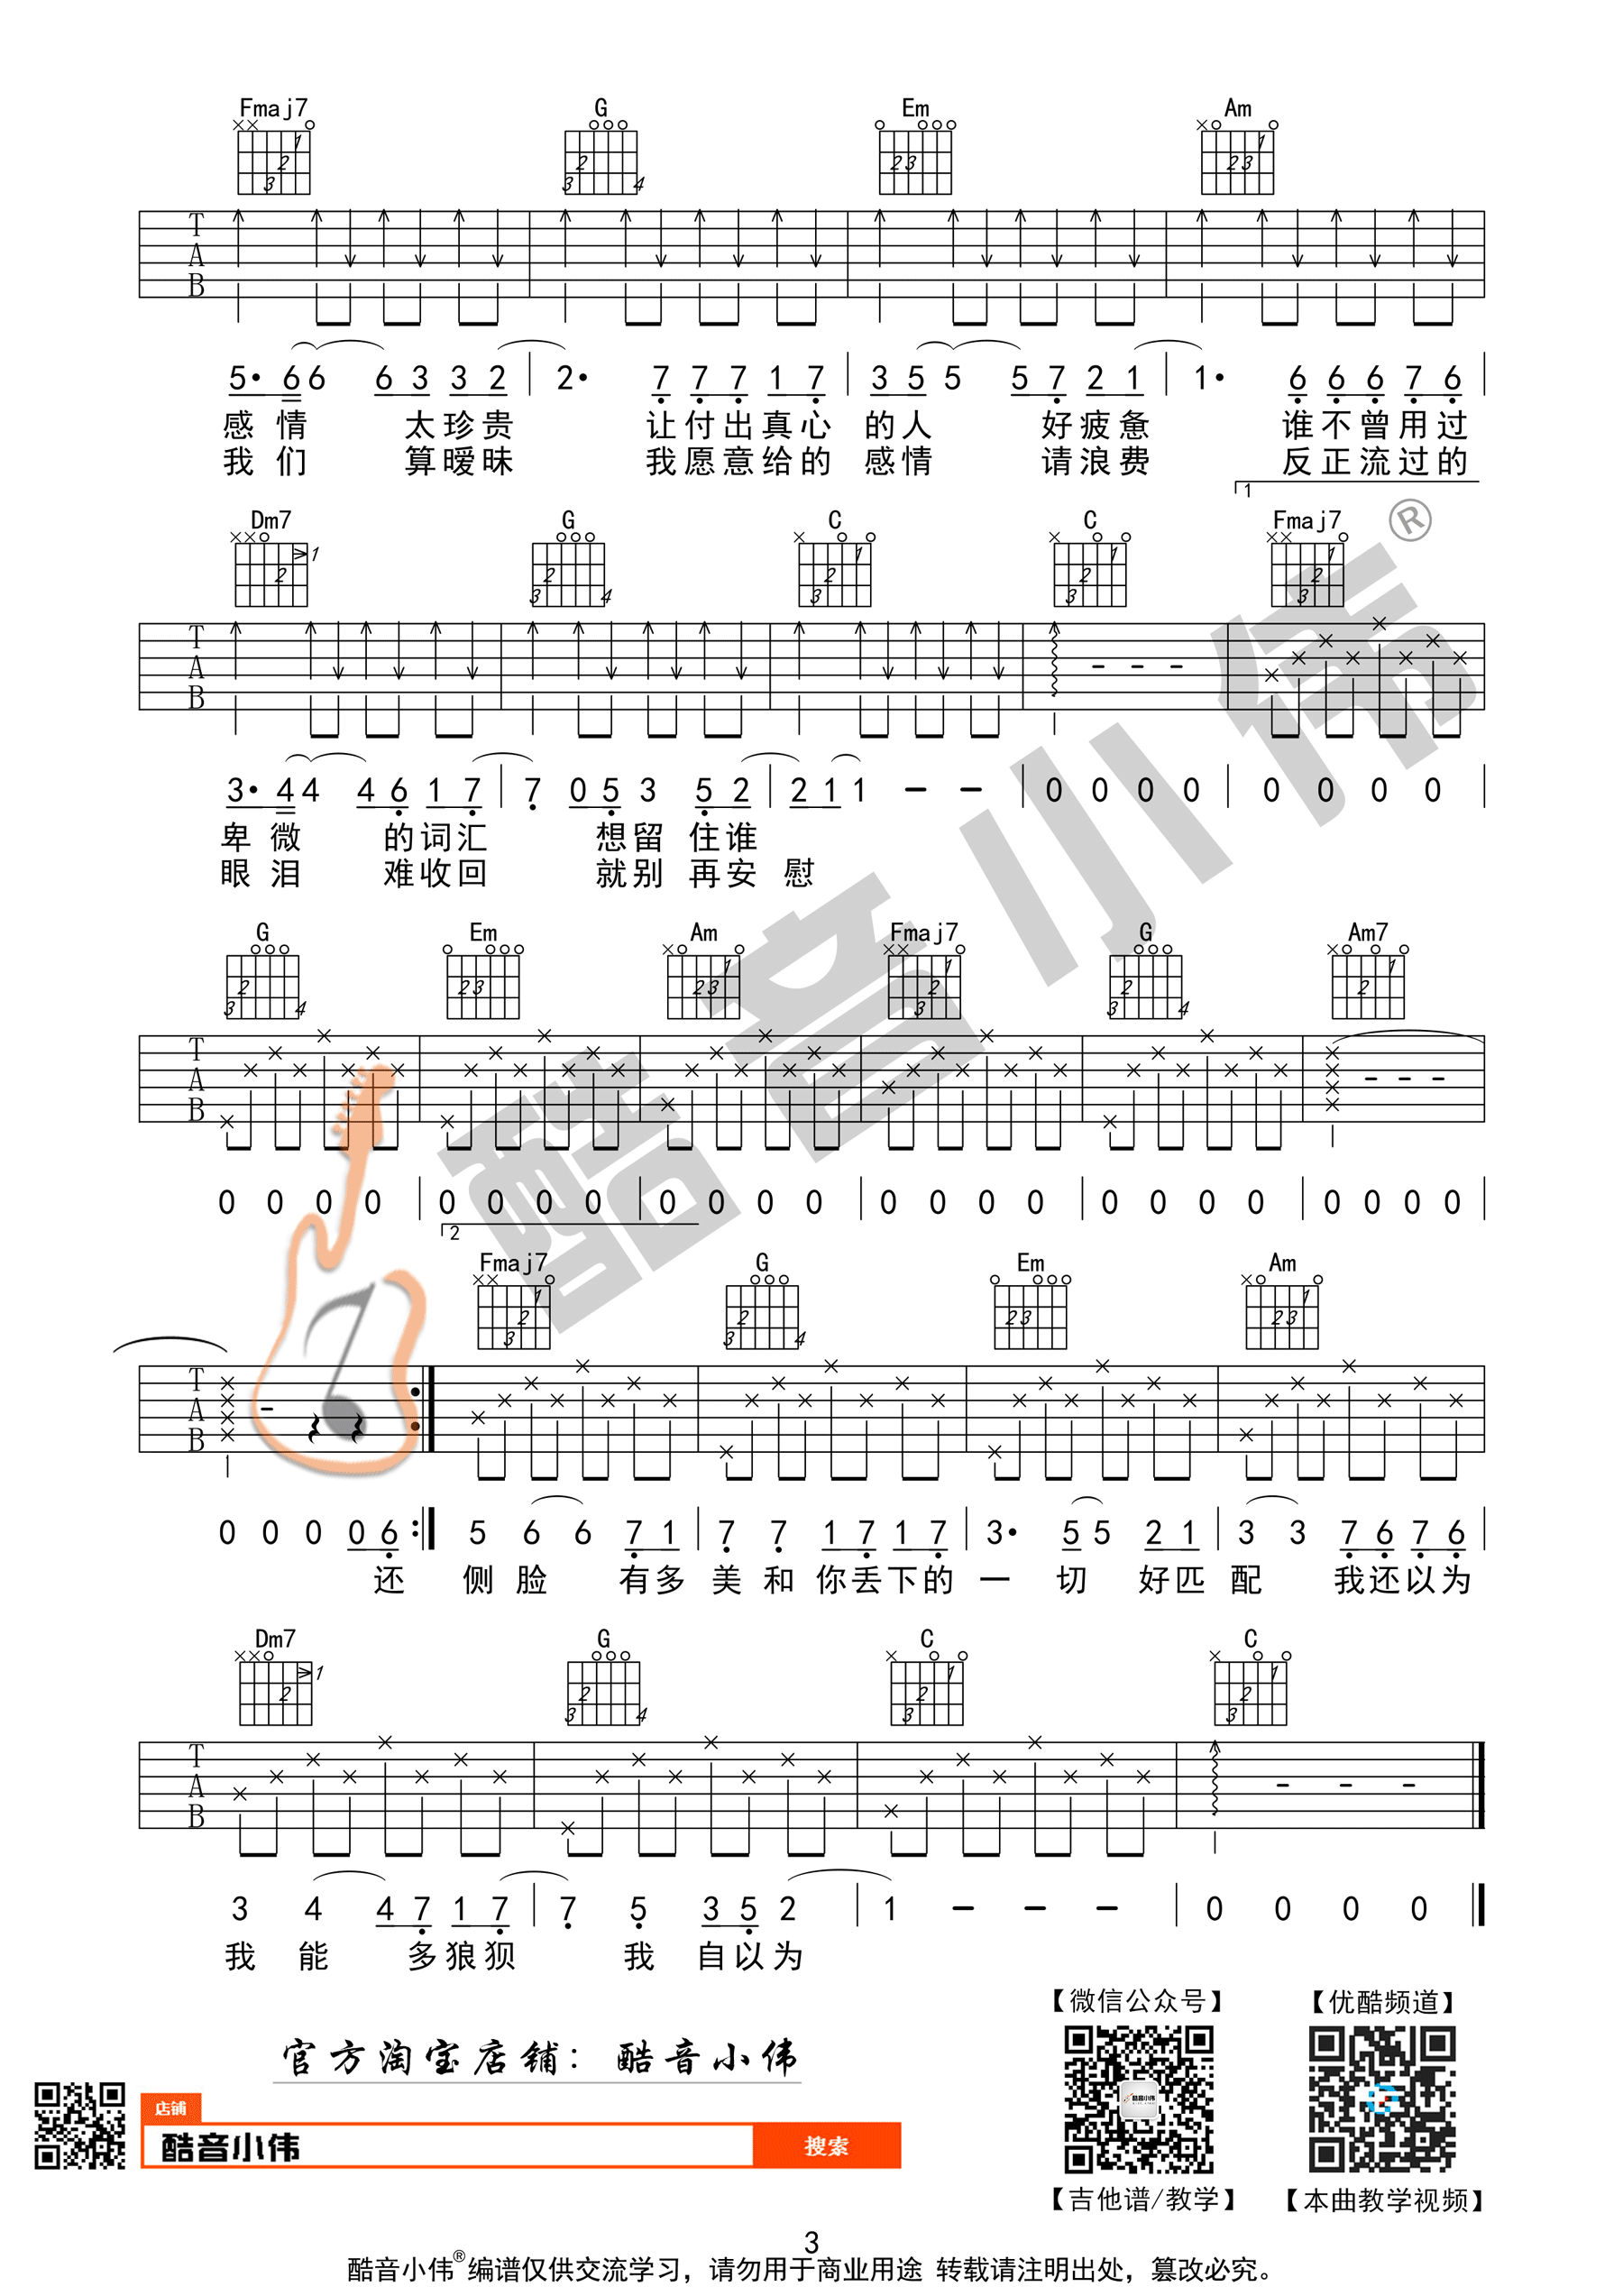 Fmaj7 G Em Am
T A B
5· 6 6 6 3 3 2 | 2· 7 7 7 1 7 | 3 5 5 5 7 2 1 | 1· 6 6 6 7 6 |
感 情 太 珍 贵 让 付 出 真 心 的 人 好 疲 惫 谁 不 曾 用 过
我 们 算 暧 昧 我 愿 意 给 的 感 情 请 浪 费 反 正 流 过 的
1
Dm7 G C C Fmaj7
T A B
3· 4 4 4 6 1 7 | 7 0 5 3 5 2 | 2 1 1 - - | 0 0 0 0 | 0 0 0 0 |
卑 微 的 词 汇 想 留 住 谁
眼 泪 难 收 回 就 别 再 安 慰
G Em Am Fmaj7 G Am7
T A B
0 0 0 0 | 0 0 0 0 | 0 0 0 0 | 0 0 0 0 | 0 0 0 0 | 0 0 0 0 |
2
Fmaj7 G Em Am
T A B
0 0 0 0 6 :| 5 6 6 7 1 | 7 7 1 7 1 7 | 3· 5 5 2 1 | 3 3 7 6 7 6 |
还 侧 脸 有 多 美 和 你 丢 下 的 一 切 好 匹 配 我 还 以 为
Dm7 G C C
T A B
3 4 4 7 1 7 | 7 5 3 5 2 | 1 - - - | 0 0 0 0 |
我 能 多 狼 狈 我 自 以 为
酷音小伟®
【微信公众号】 【优酷频道】
官方淘宝店铺：酷音小伟
店铺
酷音小伟 搜索
酷音小伟
【吉他谱/教学】 【本曲教学视频】
3
酷音小伟®编谱仅供交流学习，请勿用于商业用途 转载请注明出处，篡改必究。